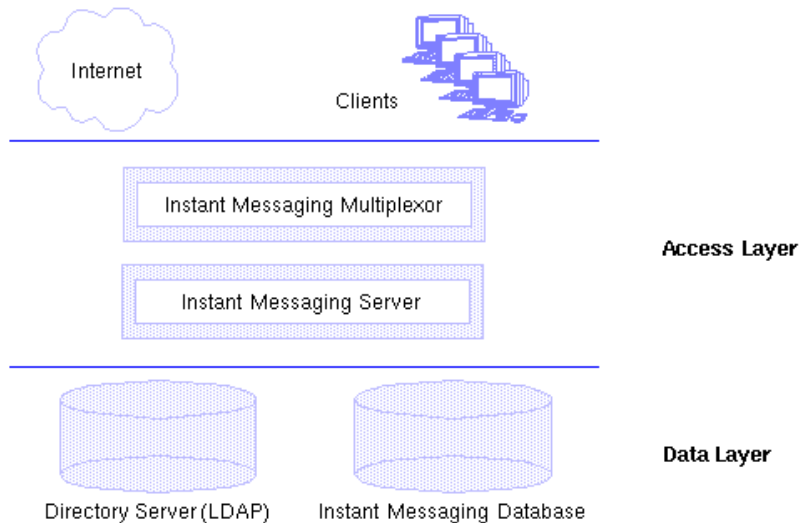 Internet
Clients
Instant Messaging Multiplexor
Access Layer
Instant Messaging Server
Data Layer
Directory Server (LDAP)
Instant Messaging Database